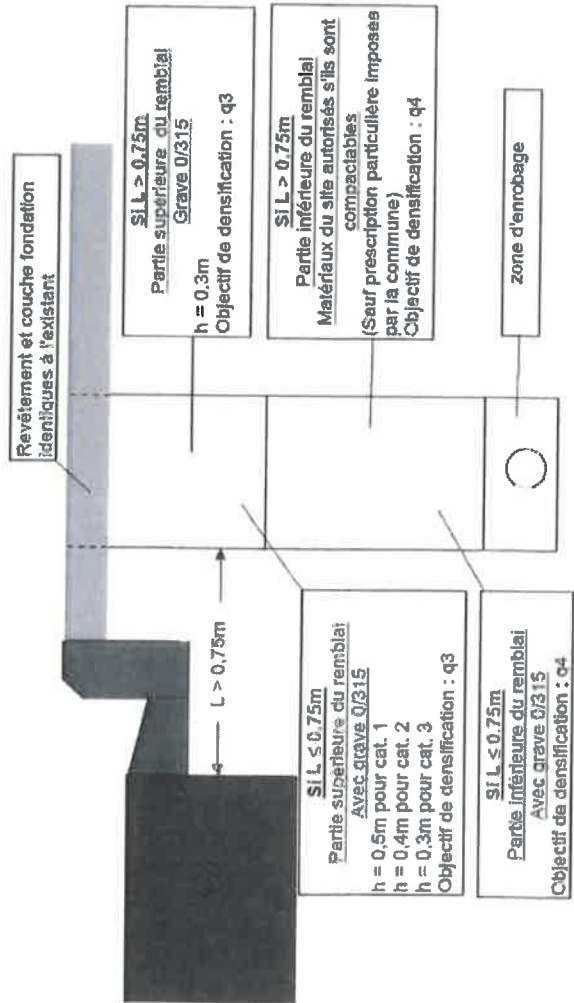 Revêtement et couche fondation
identiques à l'existant
Si L > 0.75m
Partie supérieure du remblai
Grave 0/315
h = 0.3m
Objectif de densification : q3
Si L > 0.75m
Partie inférieure du remblai
Matériaux du site autorisés s'ils sont
compactables
(Sauf prescription particulière imposée
par la commune)
Objectif de densification : q4
zone d'enrobage
L > 0,75m
Si L ≤ 0.75m
Partie supérieure du remblai
Avec grave 0/315
h = 0,5m pour cat. 1
h = 0,4m pour cat. 2
h = 0,3m pour cat. 3
Objectif de densification : q3
Si L ≤ 0.75m
Partie inférieure du remblai
Avec grave 0/315
Objectif de densification : q4